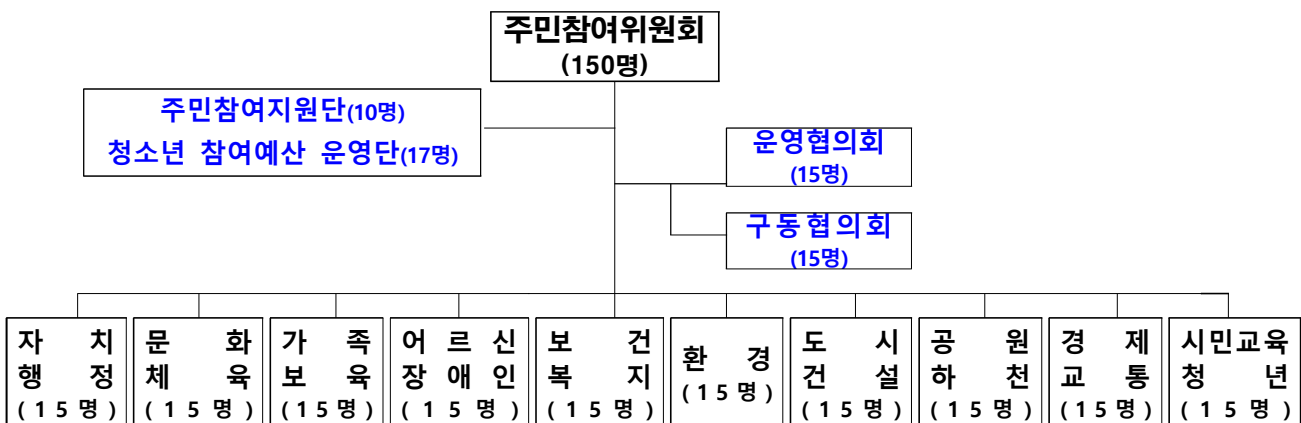 주민참여위원회
(150명)
주민참여지원단(10명)
청소년 참여예산 운영단(17명)
운영협의회
(15명)
구동협의회
(15명)
자 치
행 정
(15명)
문 화
체 육
(15명)
가 족
보 육
(15명)
어 르 신
장 애 인
(15명)
보 건
복 지
(15명)
환 경
(15명)
도 시
건 설
(15명)
공 원
하 천
(15명)
경 제
교 통
(15명)
시민교육
청 년
(15명)